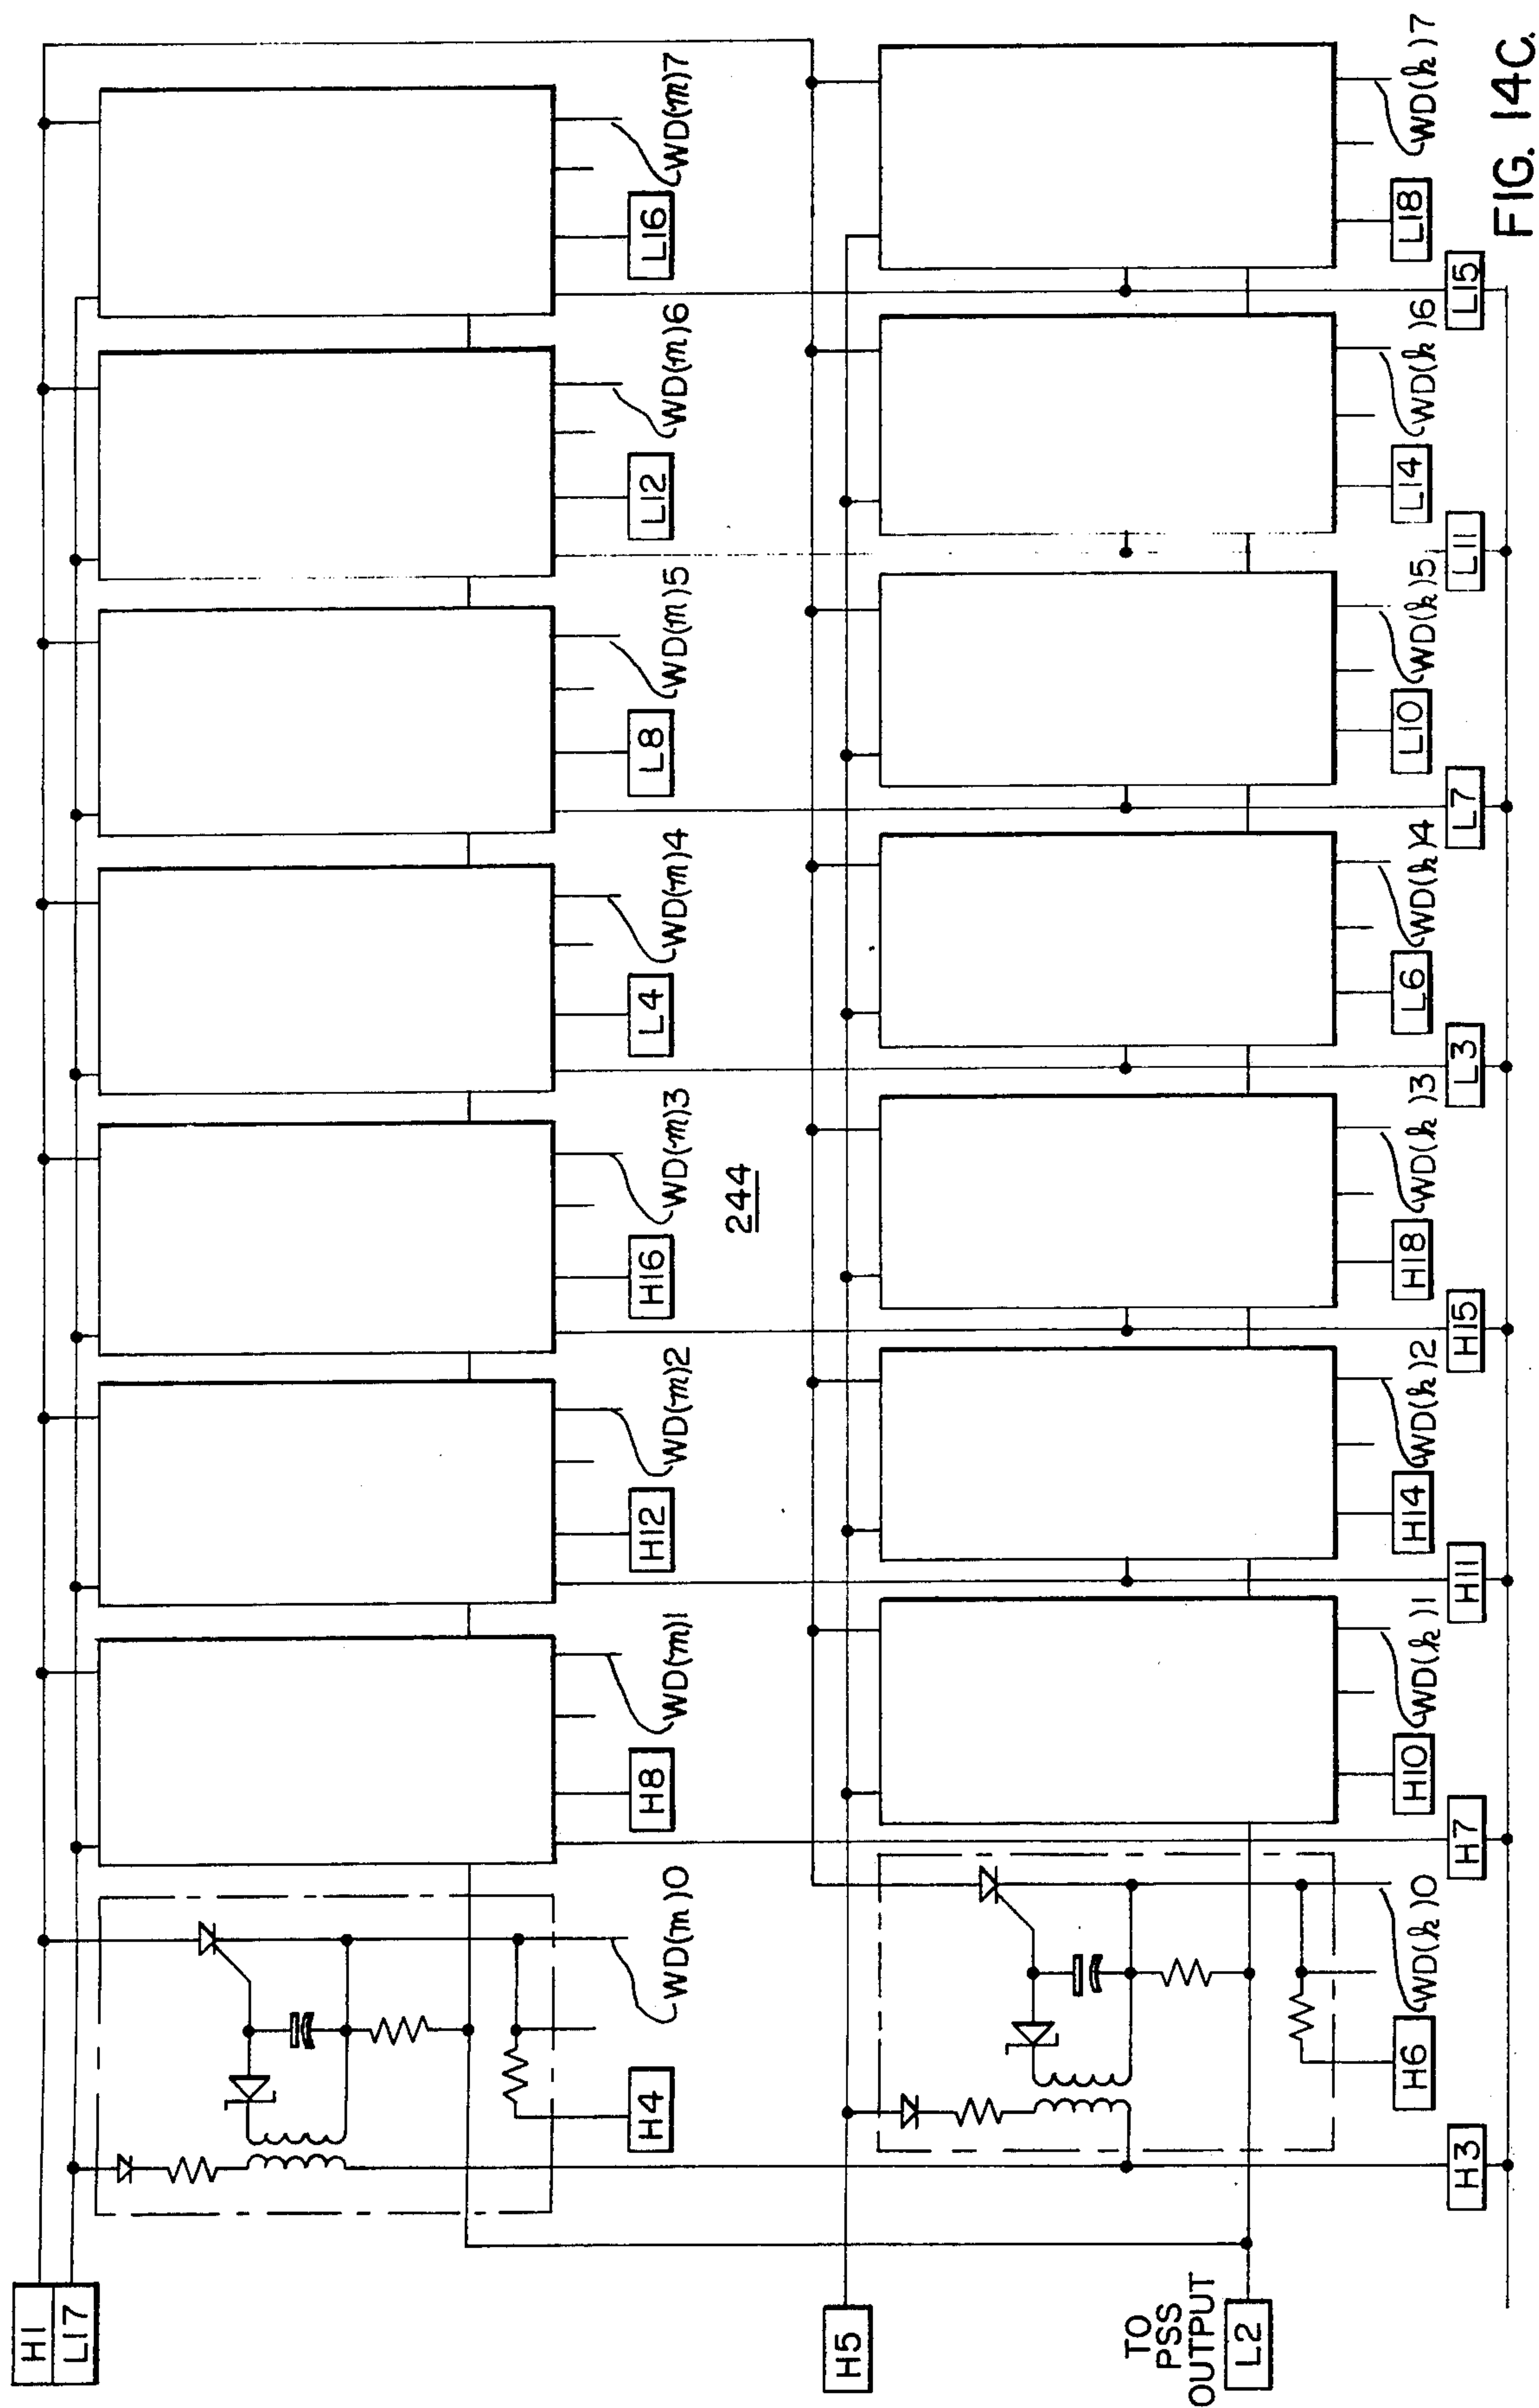 H1
L17
H4
WD(m)0
H8
WD(m)1
H12
WD(m)2
H16
WD(m)3
L4
WD(m)4
L8
WD(m)5
L12
WD(m)6
L16
WD(m)7
244
H5
TO
PSS
OUTPUT
L2
H6
WD(k)0
H10
WD(k)1
H14
WD(k)2
H18
WD(k)3
L6
WD(k)4
L10
WD(k)5
L14
WD(k)6
L18
WD(k)7
H3
H7
H11
H15
L3
L7
L11
L15
FIG. 14C.